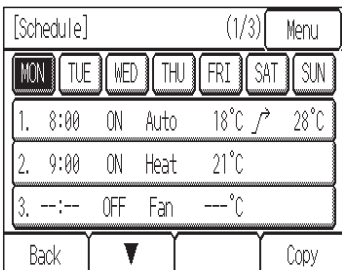 [Schedule] (1/3) Menu
MON TUE WED THU FRI SAT SUN
1. 8:00 ON Auto 18°C 28°C
2. 9:00 ON Heat 21°C
3. --:-- OFF Fan ---°C
Back ▼ Copy